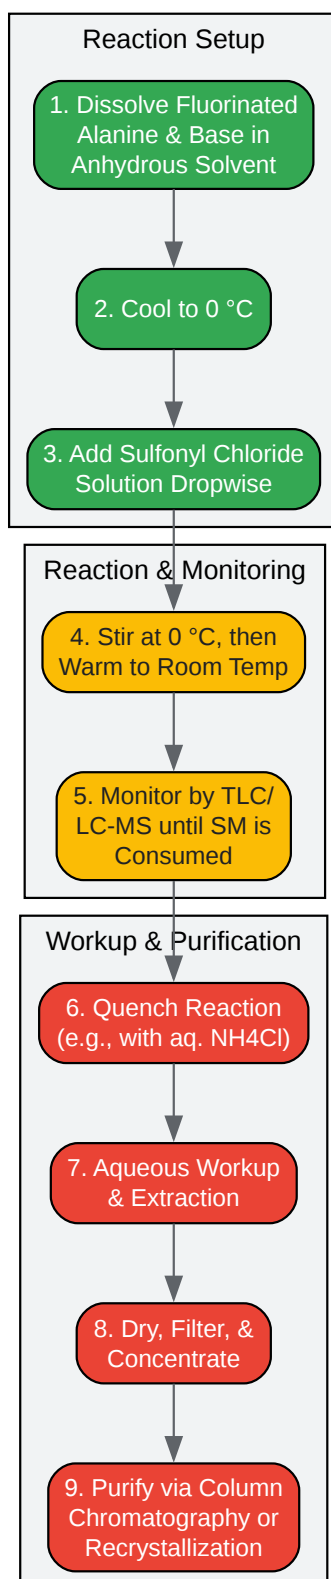 Reaction Setup
1. Dissolve Fluorinated
Alanine & Base in
Anhydrous Solvent
2. Cool to 0 °C
3. Add Sulfonyl Chloride
Solution Dropwise
Reaction & Monitoring
4. Stir at 0 °C, then
Warm to Room Temp
5. Monitor by TLC/
LC-MS until SM is
Consumed
Workup & Purification
6. Quench Reaction
(e.g., with aq. NH4Cl)
7. Aqueous Workup
& Extraction
8. Dry, Filter, &
Concentrate
9. Purify via Column
Chromatography or
Recrystallization